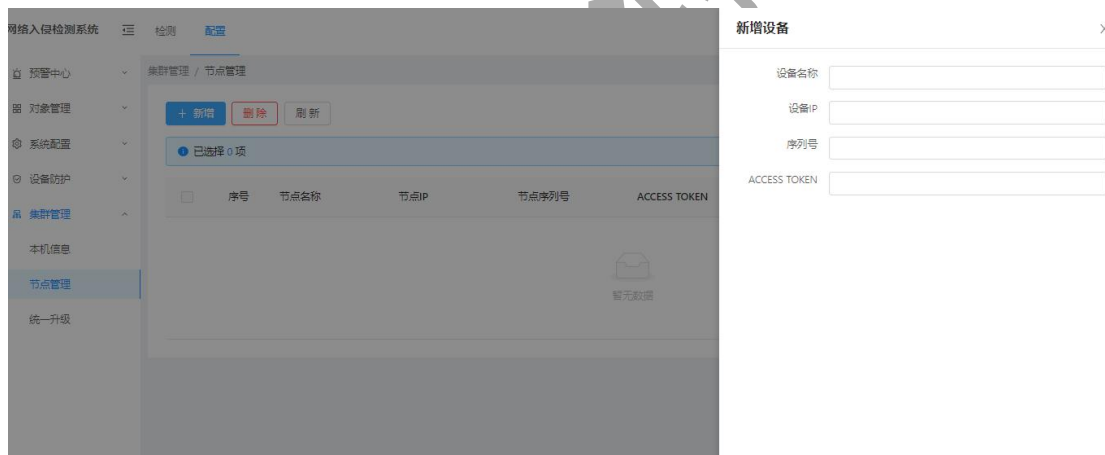 网络入侵检测系统 检测 配置
新增设备
预警中心
对象管理
系统配置
设备防护
集群管理
本机信息
节点管理
统一升级
集群管理 / 节点管理
+ 新增 删除 刷新
已选择 0 项
序号 节点名称 节点IP 节点序列号 ACCESS TOKEN
暂无数据
设备名称
设备IP
序列号
ACCESS TOKEN